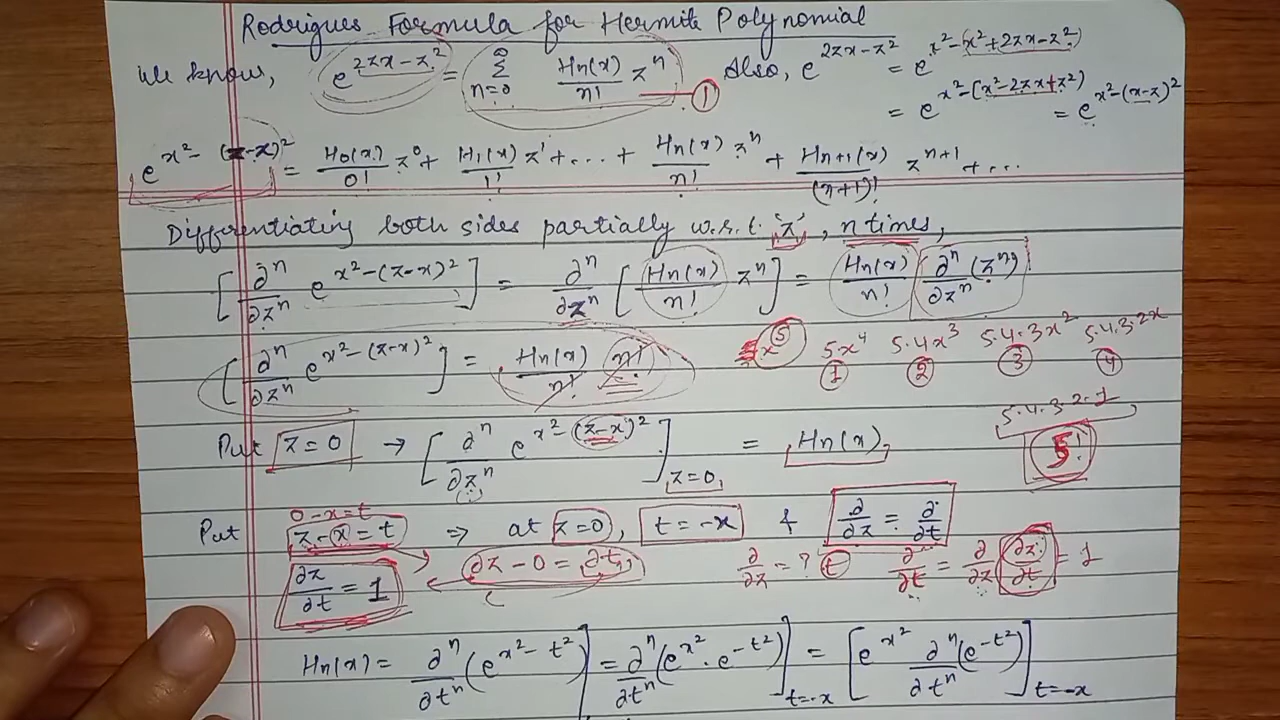 Rodrigues Formula for Hermite Polynomial
We know, e^{2zx-z^2} = Σ_{n=0}^{∞} Hn(x)/n! z^n ① Also, e^{2zx-z^2} = e^{x^2-x^2+2zx-z^2}
= e^{x^2-(x^2-2zx+z^2)} = e^{x^2-(x-z)^2}
e^{x^2-(z-x)^2} = H0(x)/0! z^0 + H1(x)/1! z^1 + ... + Hn(x)/n! z^n + Hn+1(x)/(n+1)! z^{n+1} + ...
Differentiating both sides partially w.r.t. 'z', n times,
[∂^n/∂z^n e^{x^2-(z-x)^2}] = ∂^n/∂z^n [Hn(x)/n! z^n] = Hn(x)/n! ∂^n/∂z^n (z^n)
[∂^n/∂z^n e^{x^2-(z-x)^2}] = Hn(x)/n! n! x^5 5x^4 ① 5.4x^3 ② 5.4.3x^2 ③ 5.4.3.2x ④
5.4.3.2.1
Put z=0 → [∂^n/∂z^n e^{x^2-(z-x)^2}]_{z=0} = Hn(x) 5!
0-x=t
Put z-x=t ⇒ at z=0, t=-x & ∂/∂z = ∂/∂t
∂z/∂t = 1 ∂z-0=∂t, ∂/∂z = ? t ∂/∂t = ∂/∂z ∂z/∂t = 1
Hn(x) = ∂^n/∂t^n (e^{x^2-t^2}] = ∂^n/∂t^n (e^{x^2}.e^{-t^2})]_{t=-x} = [e^{x^2} ∂^n/∂t^n (e^{-t^2})]_{t=-x}